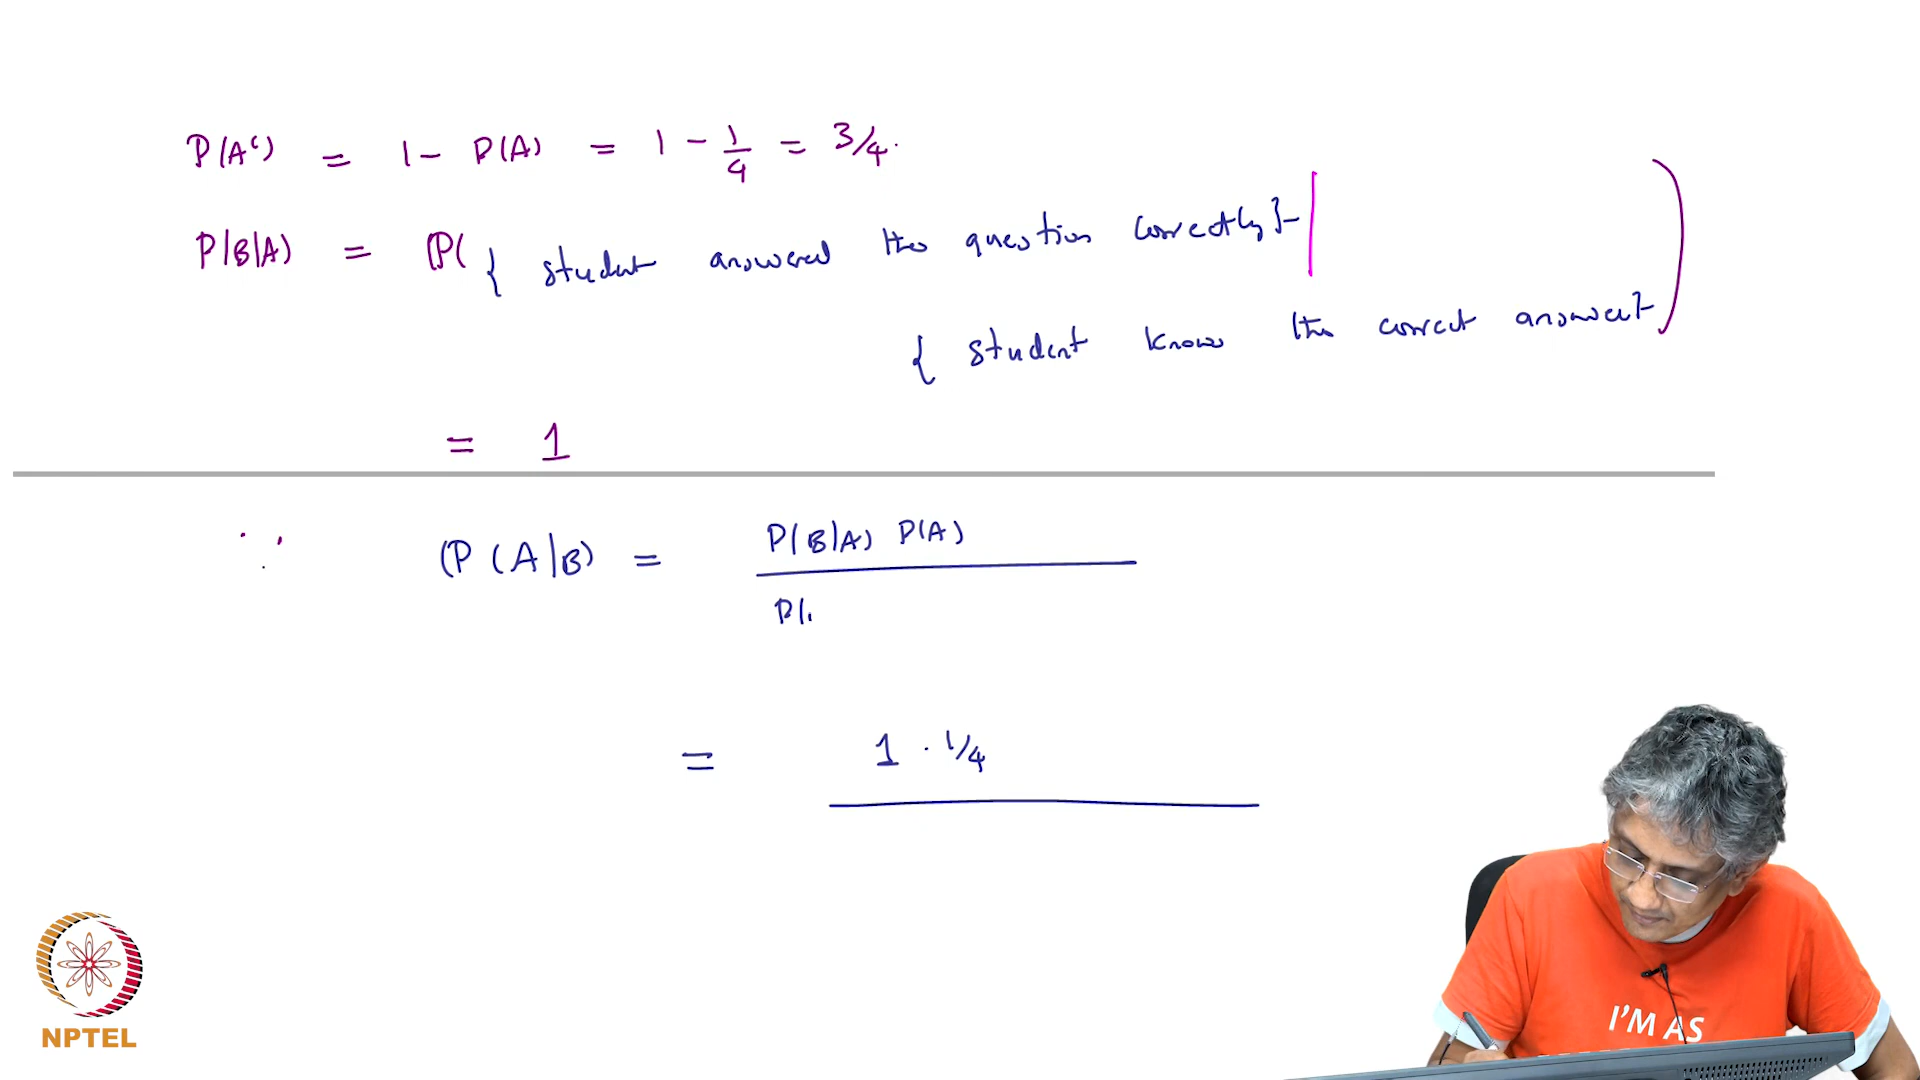 P(Aᶜ) = 1 - P(A) = 1 - 1/4 = 3/4.
P(B|A) = P( { student answered the question correctly} |
{ student knows the correct answer} )
= 1
∵ P(A|B) = P(B|A) P(A)
P(
= 1 . 1/4
NPTEL
I'M AS